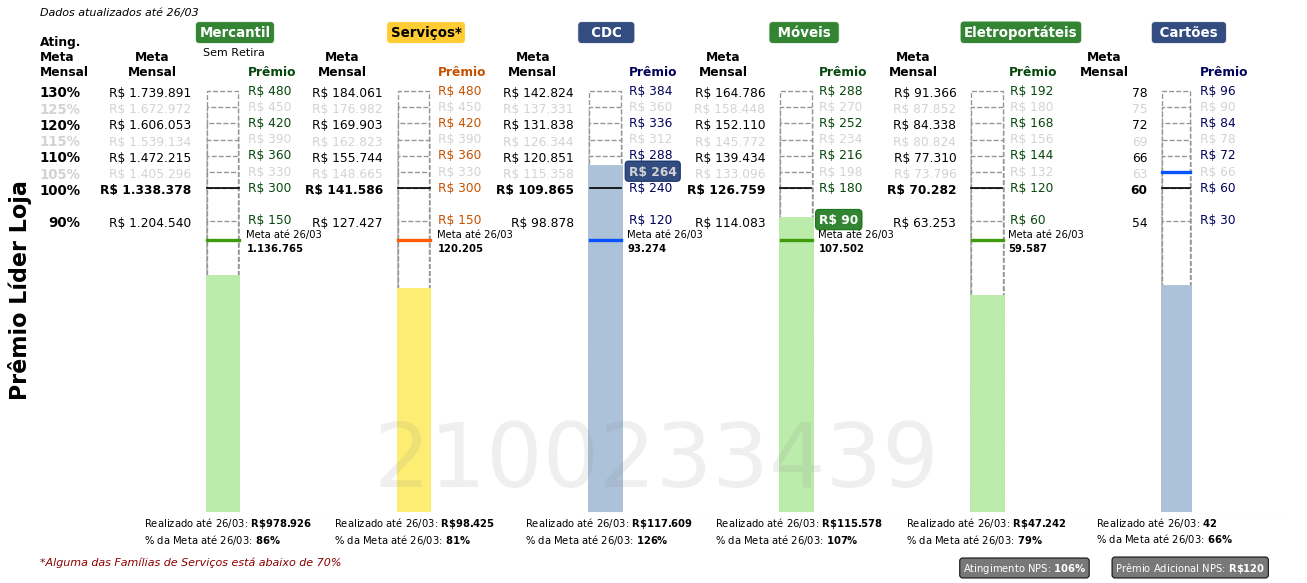 Dados atualizados até 26/03
Mercantil Serviços* CDC Móveis Eletroportáteis Cartões
Sem Retira
Ating. Meta Mensal
Meta Mensal Prêmio Meta Mensal Prêmio Meta Mensal Prêmio Meta Mensal Prêmio Meta Mensal Prêmio Meta Mensal Prêmio
130% R$ 1.739.891 R$ 480 R$ 184.061 R$ 480 R$ 142.824 R$ 384 R$ 164.786 R$ 288 R$ 91.366 R$ 192 78 R$ 96
125% R$ 1.672.972 R$ 450 R$ 176.982 R$ 450 R$ 137.331 R$ 360 R$ 158.448 R$ 270 R$ 87.852 R$ 180 75 R$ 90
120% R$ 1.606.053 R$ 420 R$ 169.903 R$ 420 R$ 131.838 R$ 336 R$ 152.110 R$ 252 R$ 84.338 R$ 168 72 R$ 84
115% R$ 1.539.134 R$ 390 R$ 162.823 R$ 390 R$ 126.344 R$ 312 R$ 145.772 R$ 234 R$ 80.824 R$ 156 69 R$ 78
110% R$ 1.472.215 R$ 360 R$ 155.744 R$ 360 R$ 120.851 R$ 288 R$ 139.434 R$ 216 R$ 77.310 R$ 144 66 R$ 72
105% R$ 1.405.296 R$ 330 R$ 148.665 R$ 330 R$ 115.358 R$ 264 R$ 133.096 R$ 198 R$ 73.796 R$ 132 63 R$ 66
100% R$ 1.338.378 R$ 300 R$ 141.586 R$ 300 R$ 109.865 R$ 240 R$ 126.759 R$ 180 R$ 70.282 R$ 120 60 R$ 60
90% R$ 1.204.540 R$ 150 R$ 127.427 R$ 150 R$ 98.878 R$ 120 R$ 114.083 R$ 90 R$ 63.253 R$ 60 54 R$ 30
Meta até 26/03 Meta até 26/03 Meta até 26/03 Meta até 26/03 Meta até 26/03
1.136.765 120.205 93.274 107.502 59.587
Prêmio Líder Loja
2100233439
Realizado até 26/03: R$978.926 Realizado até 26/03: R$98.425 Realizado até 26/03: R$117.609 Realizado até 26/03: R$115.578 Realizado até 26/03: R$47.242 Realizado até 26/03: 42
% da Meta até 26/03: 86% % da Meta até 26/03: 81% % da Meta até 26/03: 126% % da Meta até 26/03: 107% % da Meta até 26/03: 79% % da Meta até 26/03: 66%
*Alguma das Famílias de Serviços está abaixo de 70%
Atingimento NPS: 106% Prêmio Adicional NPS: R$120